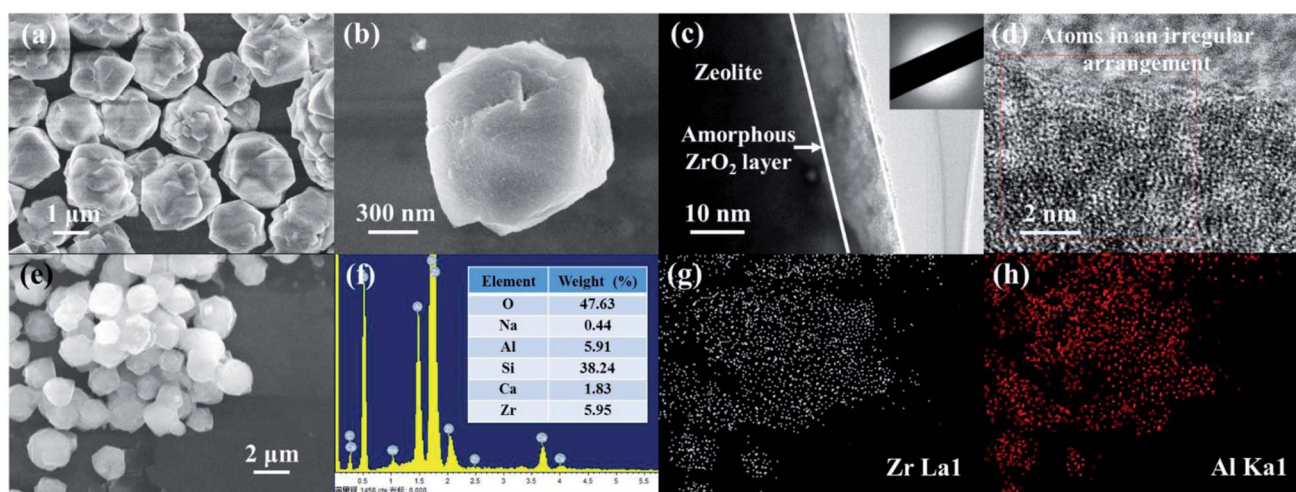 (a)
1 μm
(b)
300 nm
(c)
Zeolite
Amorphous
ZrO₂ layer
10 nm
(d)
Atoms in an irregular
arrangement
2 nm
(e)
2 μm
(f)
Element Weight (%)
O 47.63
Na 0.44
Al 5.91
Si 38.24
Ca 1.83
Zr 5.95
0.5 1 1.5 2 2.5 3 3.5 4 4.5 5 5.5
(g)
Zr La1
(h)
Al Ka1